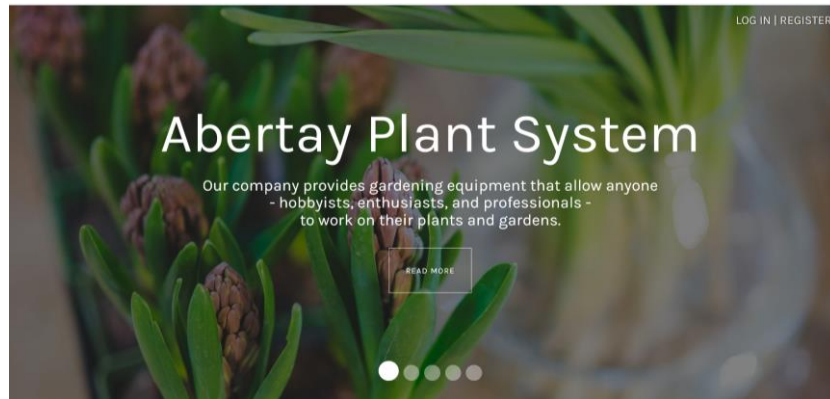 LOG IN | REGISTER
Abertay Plant System
Our company provides gardening equipment that allow anyone
- hobbyists, enthusiasts, and professionals -
to work on their plants and gardens.
READ MORE